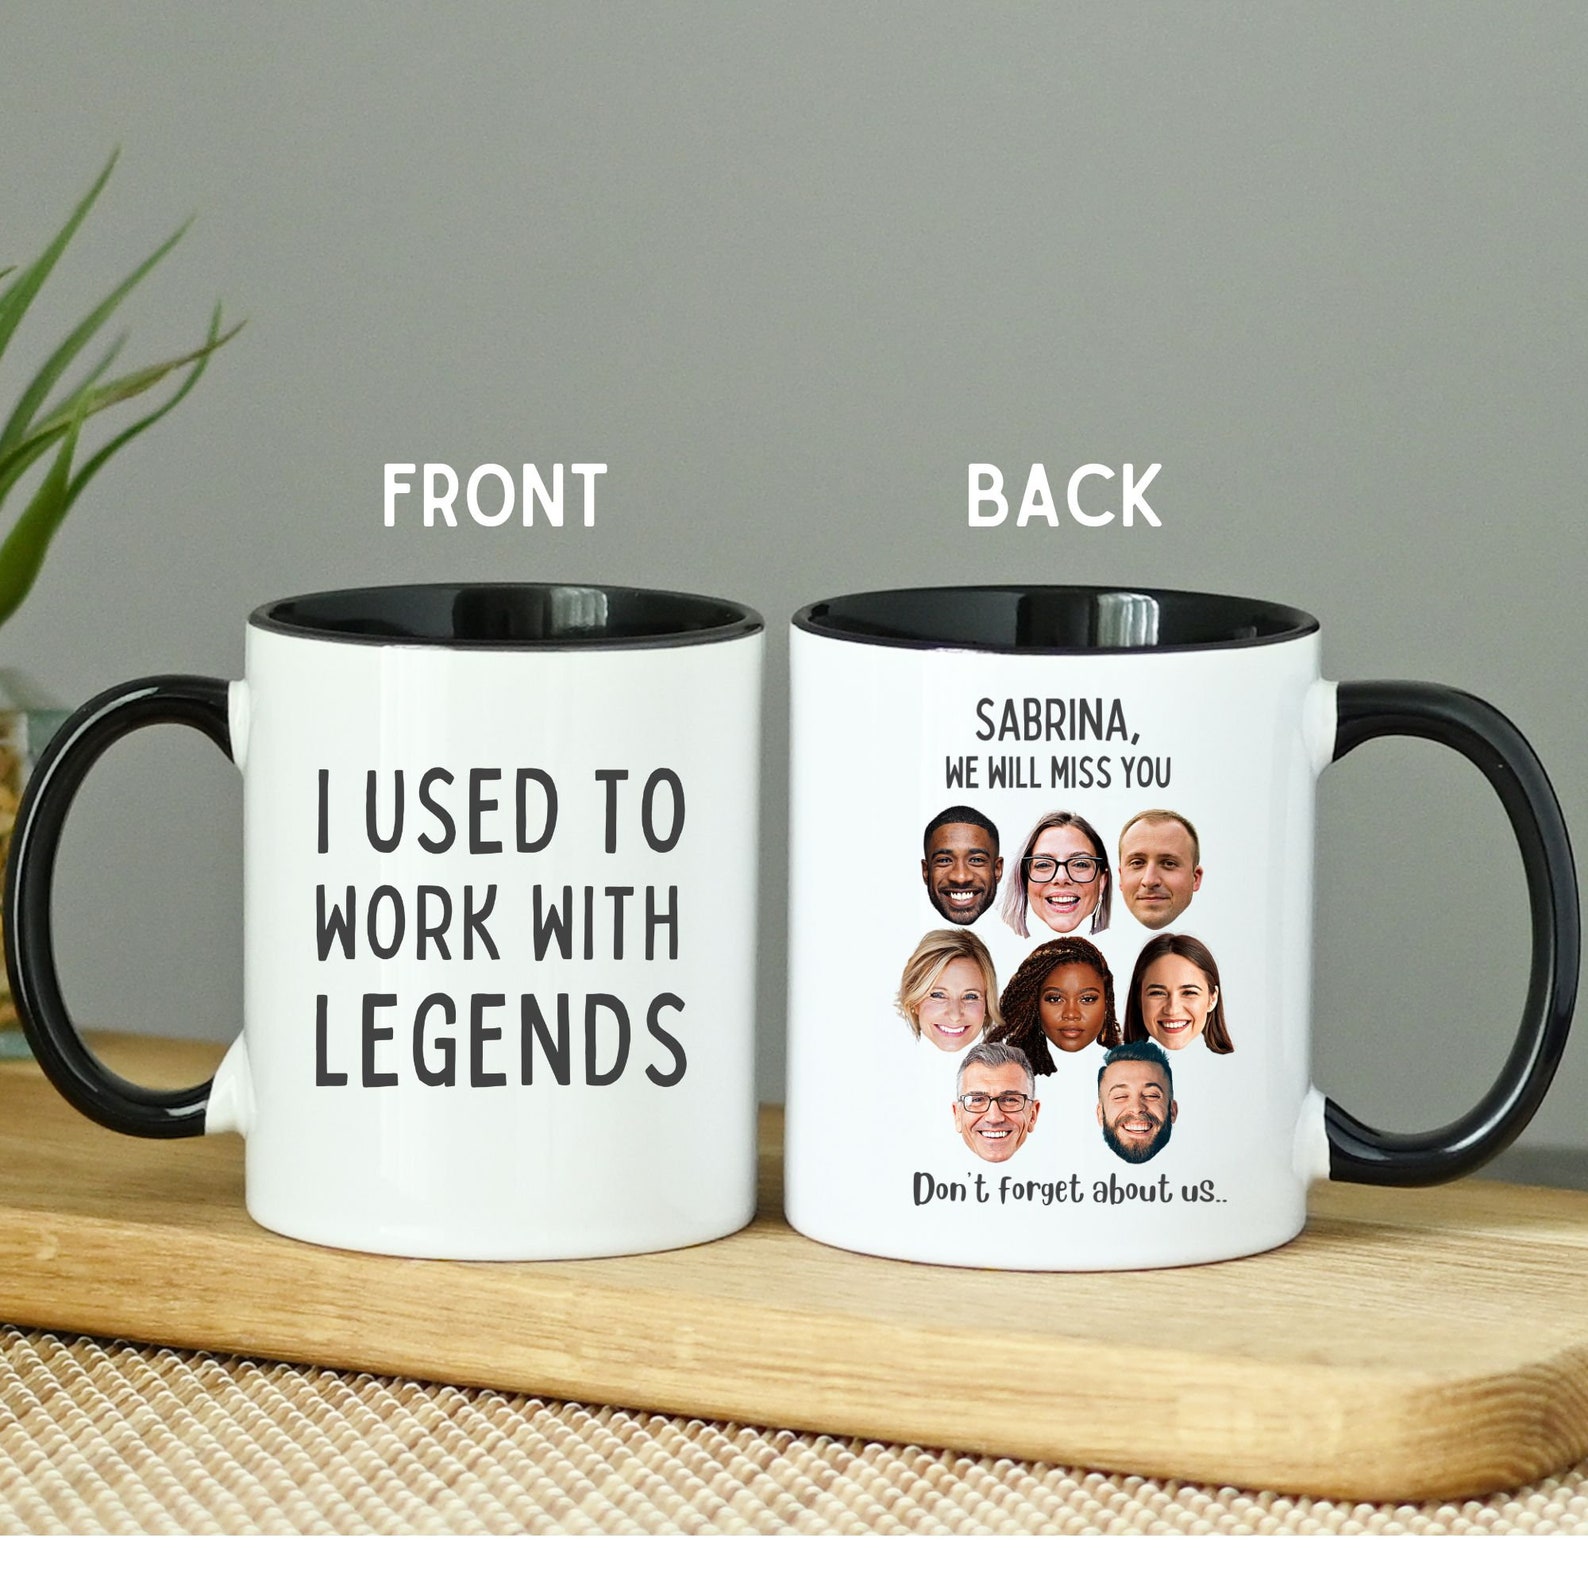 FRONT
BACK
I USED TO
WORK WITH
LEGENDS
SABRINA,
WE WILL MISS YOU
Don't forget about us..